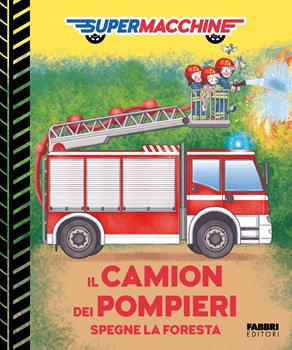 SUPERMACCHINE
IL CAMION
DEI POMPIERI
SPEGNE LA FORESTA
FABBRI
EDITORI